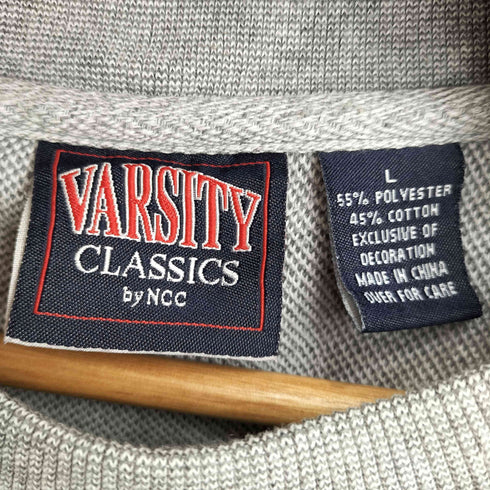 VARSITY
CLASSICS
by NCC
L
55% POLYESTER
45% COTTON
EXCLUSIVE OF
DECORATION
MADE IN CHINA
OVER FOR CARE